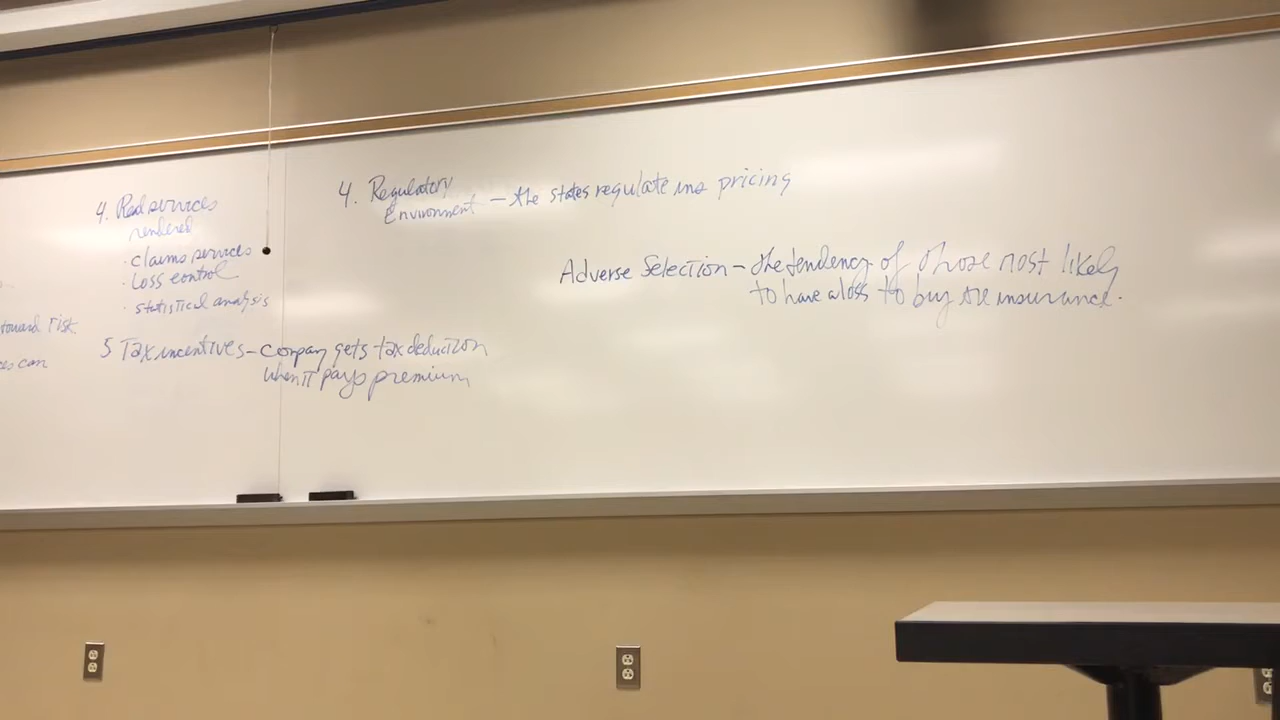 toward risk
can
4. Real services
rendered
· claims services
· Loss control
· statistical analysis
5 Tax incentives - company gets tax deduction
when it pays premium
4. Regulatory
Environment - the states regulate ins pricing
Adverse Selection - the tendency of those most likely
to have a loss to buy the insurance.